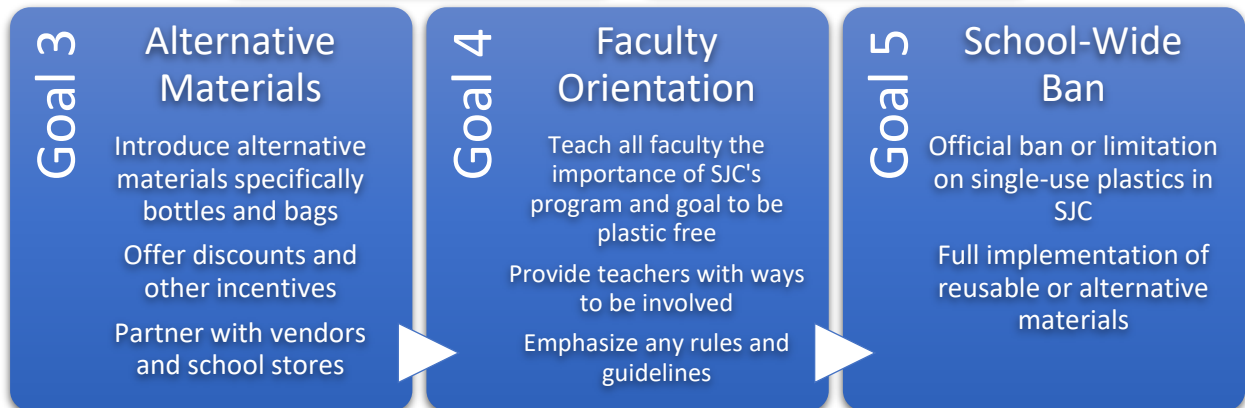 Goal 3
Alternative
Materials
Introduce alternative
materials specifically
bottles and bags
Offer discounts and
other incentives
Partner with vendors
and school stores
Goal 4
Faculty
Orientation
Teach all faculty the
importance of SJC's
program and goal to be
plastic free
Provide teachers with ways
to be involved
Emphasize any rules and
guidelines
Goal 5
School-Wide
Ban
Official ban or limitation
on single-use plastics in
SJC
Full implementation of
reusable or alternative
materials